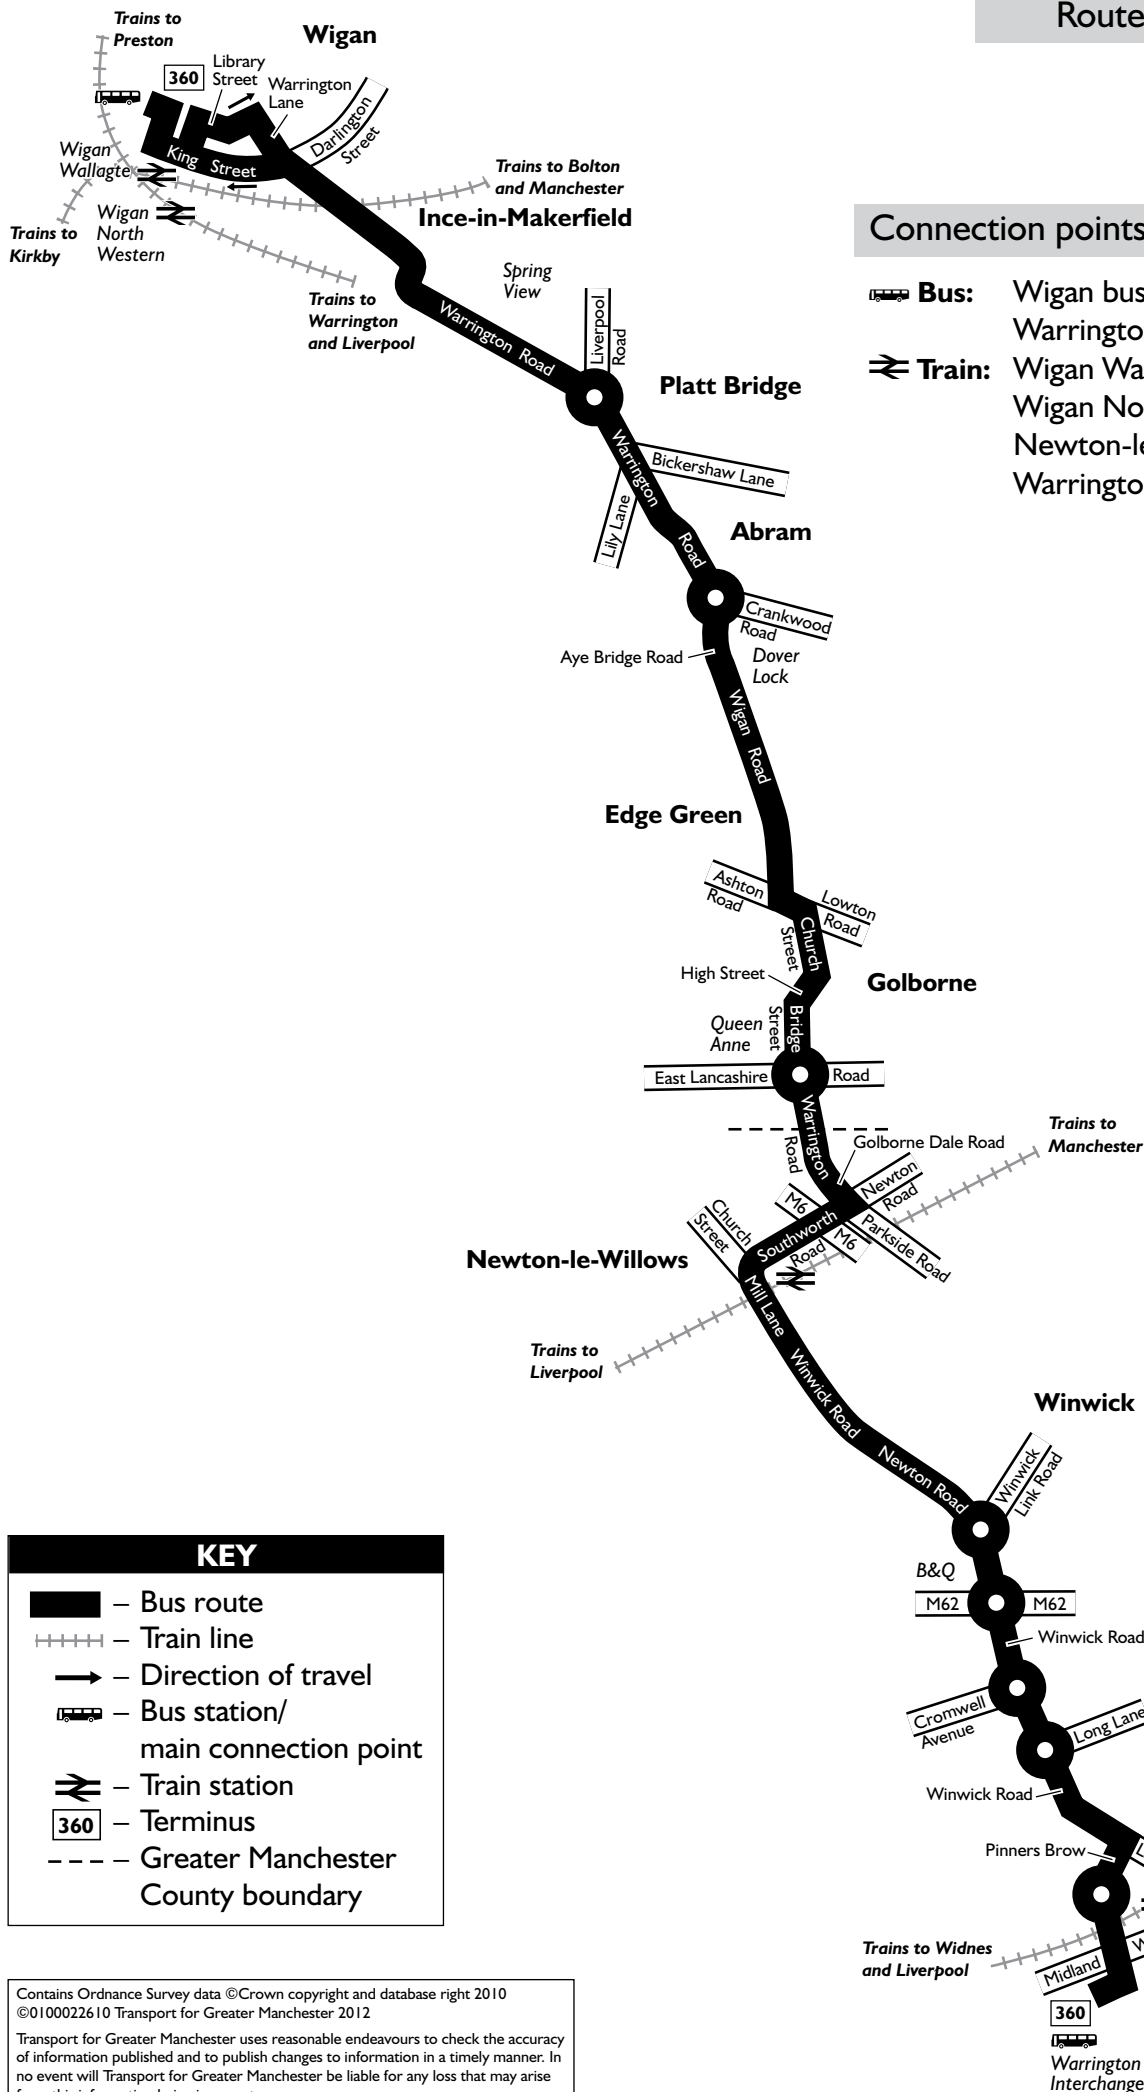 Route
Trains to
Preston
Wigan
360
Library
Street
Warrington
Lane
Darlington
Street
King Street
Wigan
Wallagte
Trains to Bolton
and Manchester
Ince-in-Makerfield
Trains to
Kirkby
Wigan
North
Western
Trains to
Warrington
and Liverpool
Spring
View
Connection points
Bus: Wigan bus
Warringto
Train: Wigan Wa
Wigan No
Newton-le
Warringto
Warrington Road
Liverpool
Road
Platt Bridge
Warrington
Road
Bickershaw Lane
Lily Lane
Abram
Crankwood
Road
Aye Bridge Road
Dover
Lock
Wigan Road
Edge Green
Ashton
Road
Lowton
Road
Church
Street
High Street
Golborne
Queen
Anne
Bridge
Street
East Lancashire Road
Warrington
Road
Golborne Dale Road
Trains to
Manchester
Newton
Road
M6
M6
Parkside Road
Church
Street
Southworth
Road
Newton-le-Willows
Mill Lane
Trains to
Liverpool
Winwick Road
Winwick
Newton Road
Winwick
Link Road
B&Q
M62 M62
Winwick Road
Cromwell
Avenue
Long Lane
Winwick Road
Pinners Brow
Trains to Widnes
and Liverpool
Midland
360
Warrington
Interchange
KEY
– Bus route
– Train line
– Direction of travel
– Bus station/
main connection point
– Train station
360 – Terminus
– Greater Manchester
County boundary
Contains Ordnance Survey data ©Crown copyright and database right 2010
©0100022610 Transport for Greater Manchester 2012
Transport for Greater Manchester uses reasonable endeavours to check the accuracy
of information published and to publish changes to information in a timely manner. In
no event will Transport for Greater Manchester be liable for any loss that may arise